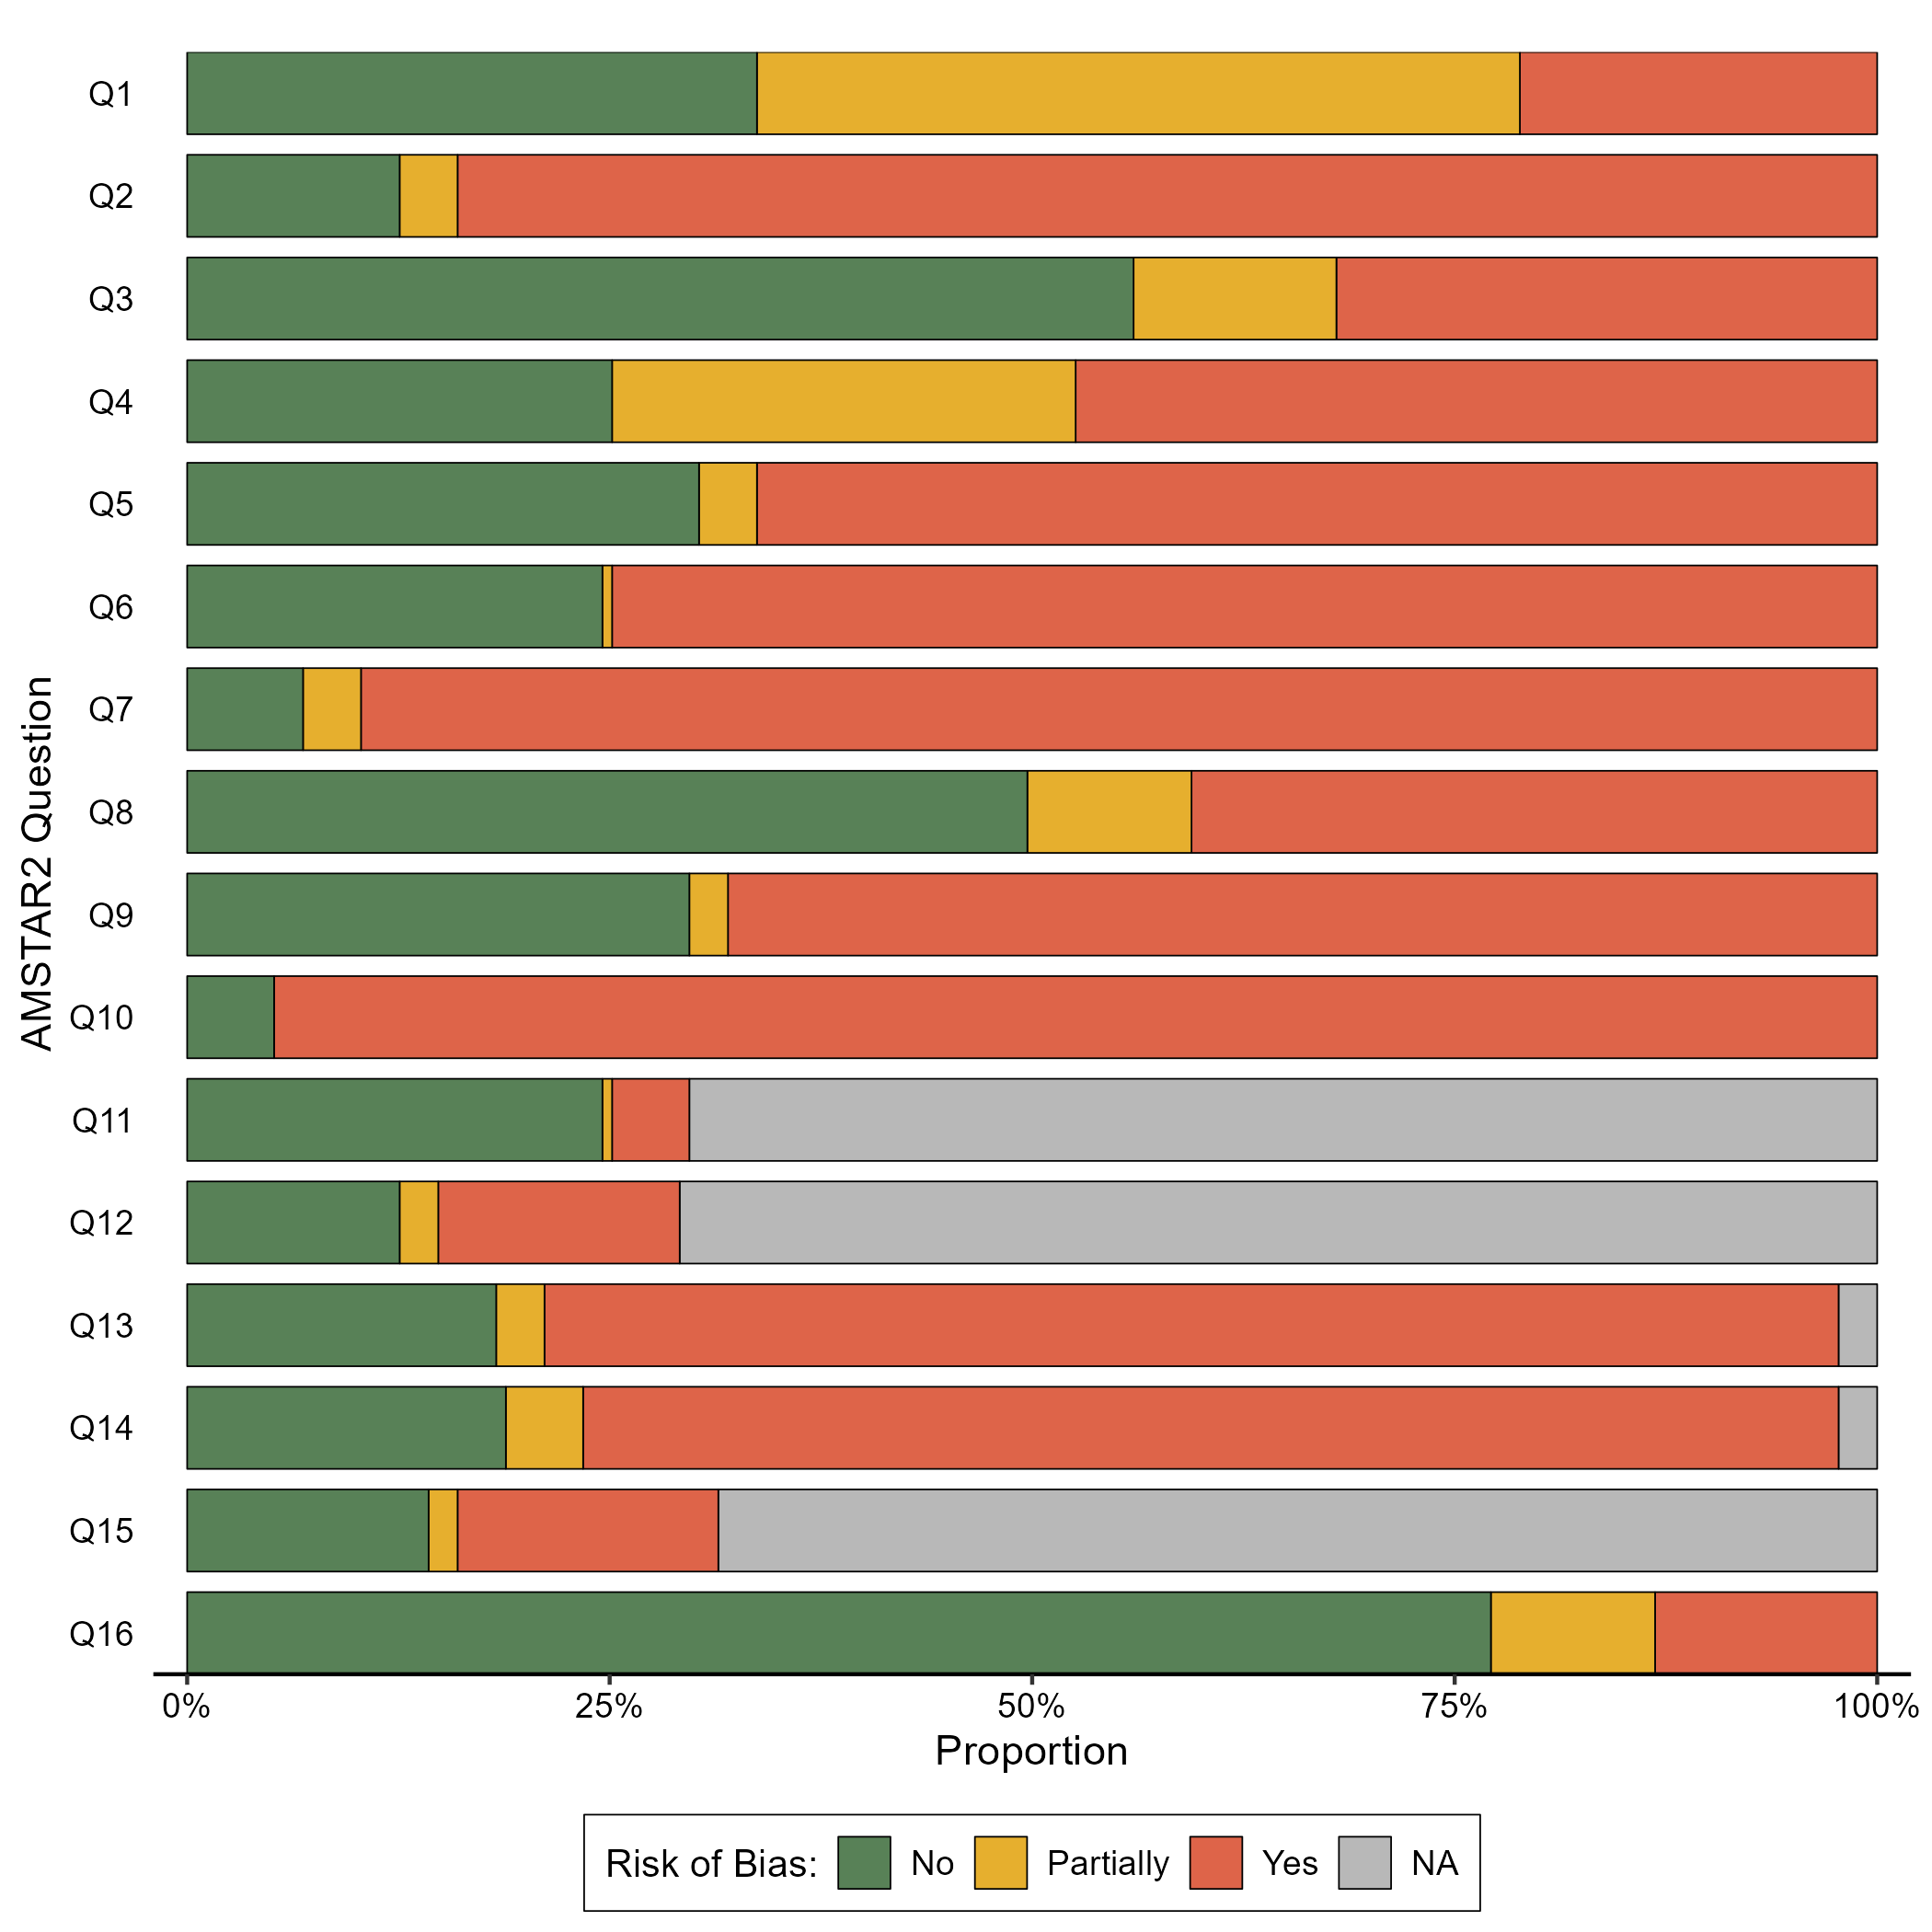 Q1
Q2
Q3
Q4
Q5
Q6
Q7
Q8
Q9
Q10
Q11
Q12
Q13
Q14
Q15
Q16
AMSTAR2 Question
0% 25% 50% 75% 100%
Proportion
Risk of Bias: No Partially Yes NA